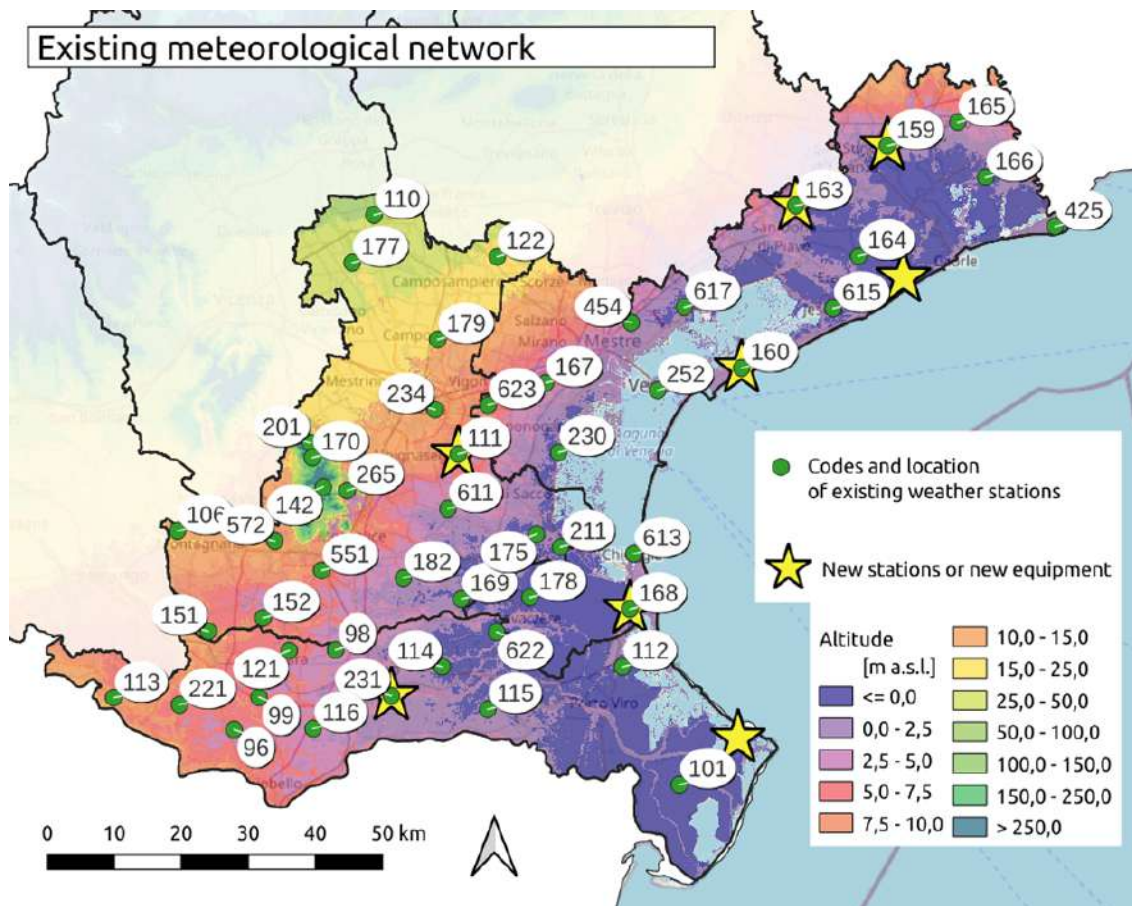 Existing meteorological network
165
159
166
163
110
425
177
122
164
Camposampiero
Scorzè
617
615
454
Salzano
179
Mirano
Mestre
160
167
Mestrino
252
234
623
201
111
230
170
265
611
142
106
572
211
613
551
175
182
169
178
168
152
151
98
622
112
121
114
113
221
231
115
99
116
96
101
Codes and location
of existing weather stations
New stations or new equipment
Altitude
[m a.s.l.]
<= 0,0
0,0 - 2,5
2,5 - 5,0
5,0 - 7,5
7,5 - 10,0
10,0 - 15,0
15,0 - 25,0
25,0 - 50,0
50,0 - 100,0
100,0 - 150,0
150,0 - 250,0
> 250,0
0 10 20 30 40 50 km